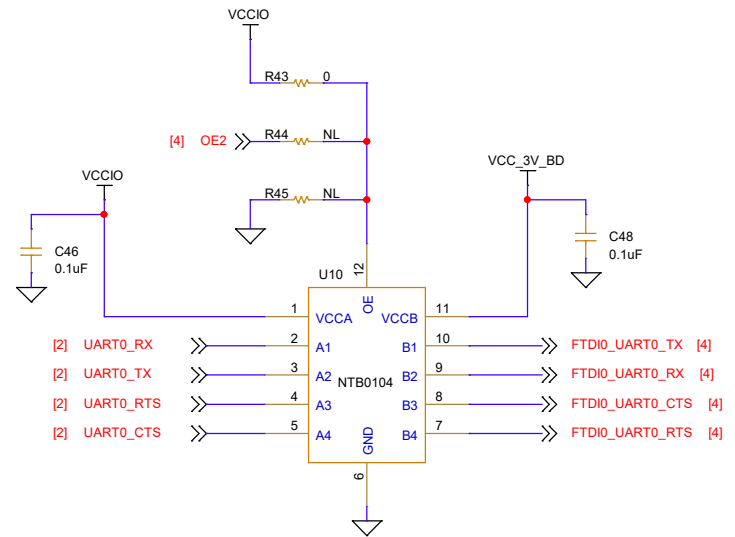 VCCIO
R43 0
[4] OE2 R44 NL
VCC_3V_BD
VCCIO
R45 NL
C46
0.1uF
C48
0.1uF
U10
12
OE
1 VCCA VCCB 11
[2] UART0_RX 2 A1 B1 10 FTDI0_UART0_TX [4]
[2] UART0_TX 3 A2 B2 9 FTDI0_UART0_RX [4]
NTB0104
[2] UART0_RTS 4 A3 B3 8 FTDI0_UART0_CTS [4]
[2] UART0_CTS 5 A4 B4 7 FTDI0_UART0_RTS [4]
GND
6